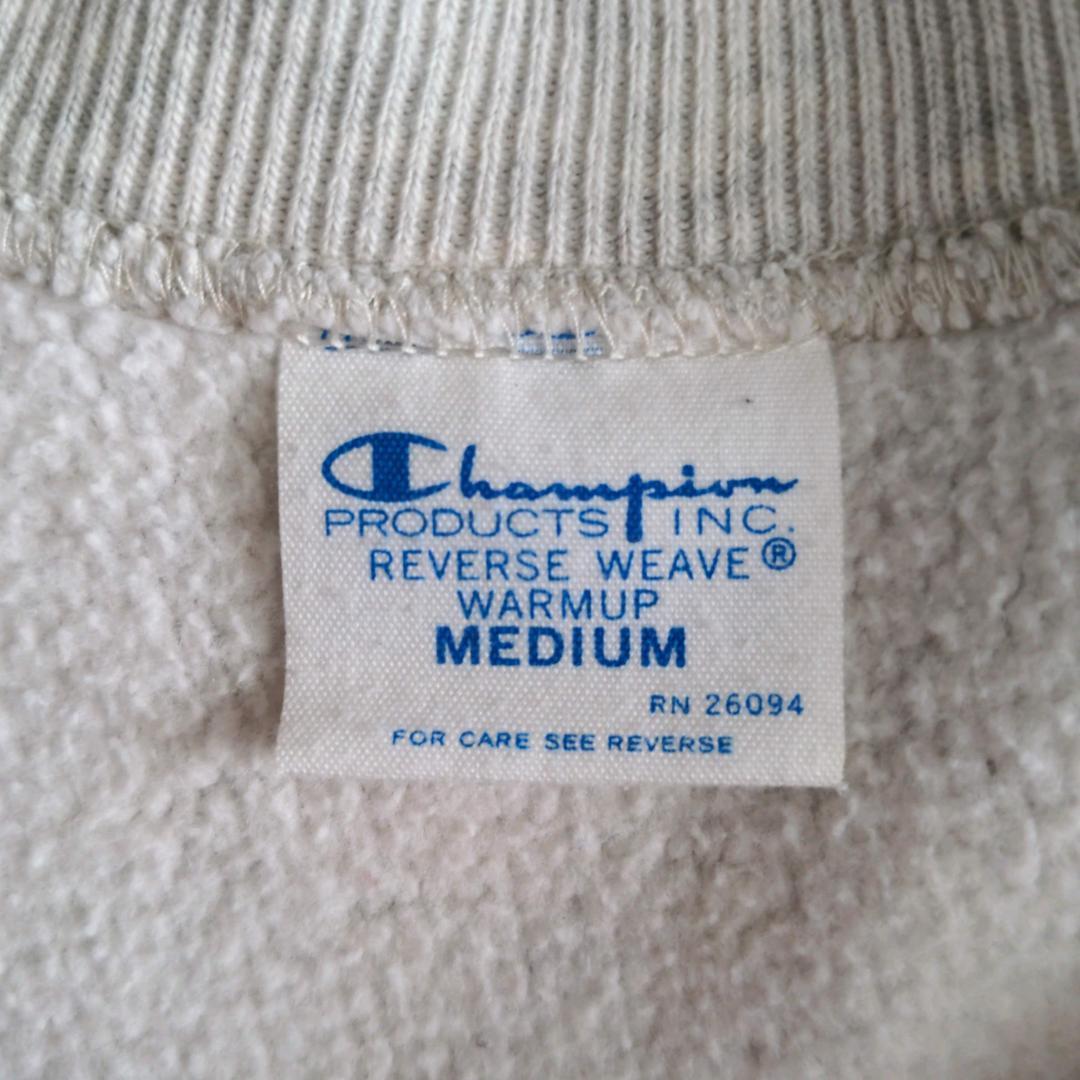 Champion
PRODUCTS INC.
REVERSE WEAVE®
WARMUP
MEDIUM
RN 26094
FOR CARE SEE REVERSE